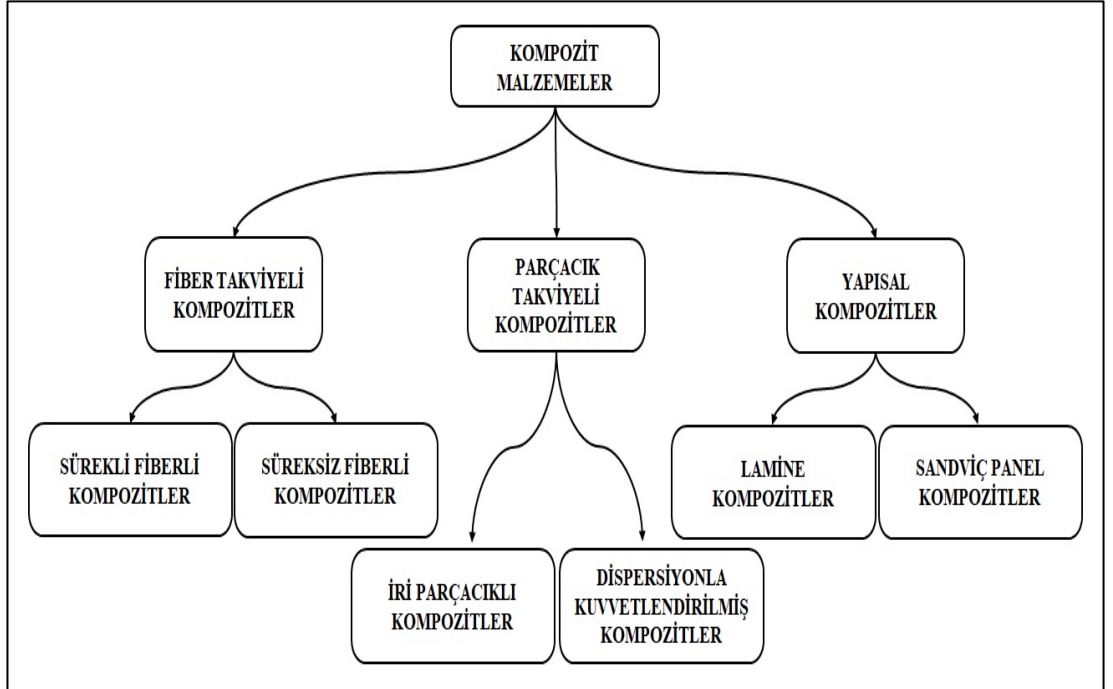 KOMPOZİT
MALZEMELER
FİBER TAKVİYELİ
KOMPOZİTLER
PARÇACIK
TAKVİYELİ
KOMPOZİTLER
YAPISAL
KOMPOZİTLER
SÜREKLİ FİBERLİ
KOMPOZİTLER
SÜREKSİZ FİBERLİ
KOMPOZİTLER
LAMİNE
KOMPOZİTLER
SANDVİÇ PANEL
KOMPOZİTLER
İRİ PARÇACIKLI
KOMPOZİTLER
DİSPERSİYONLA
KUVVETLENDİRİLMİŞ
KOMPOZİTLER